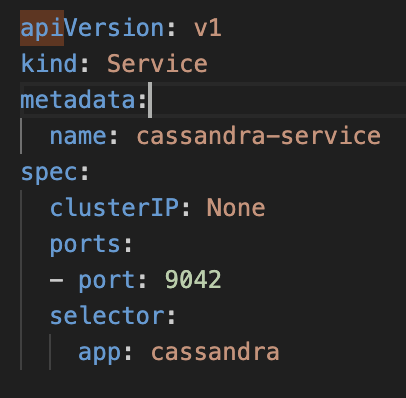 apiVersion: v1
kind: Service
metadata:
  name: cassandra-service
spec:
  clusterIP: None
  ports:
  - port: 9042
  selector:
    app: cassandra